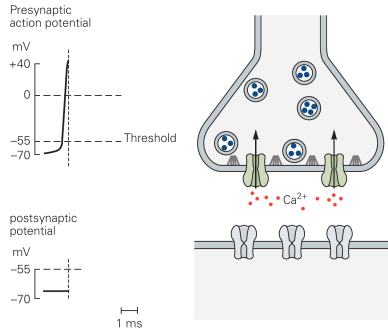 Presynaptic
action potential
mV
+40
0
−55
Threshold
−70
Ca2+
postsynaptic
potential
mV
−55
−70
1 ms